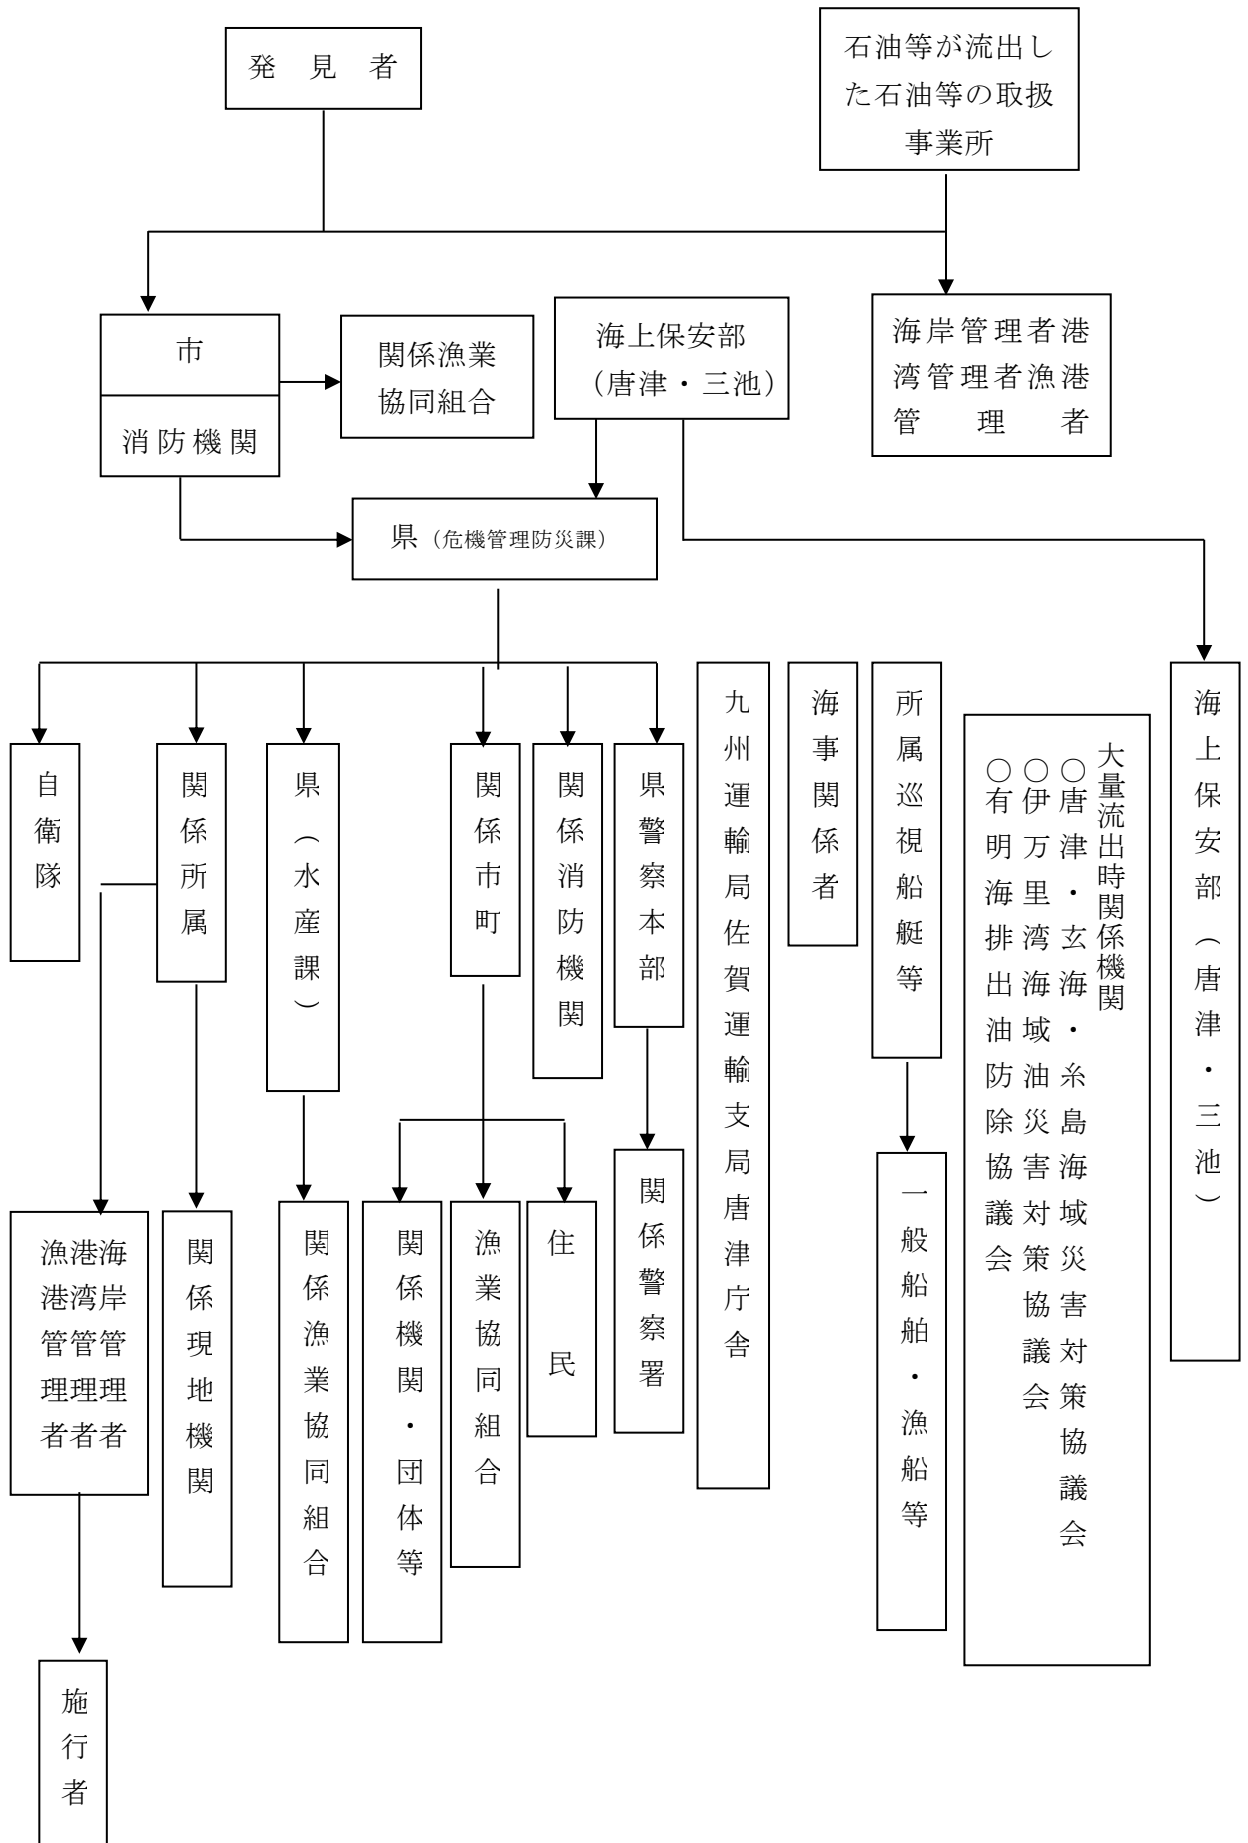 発見者
石油等が流出し
た石油等の取扱
事業所
市
消防機関
関係漁業
協同組合
海上保安部
（唐津・三池）
海岸管理者港
湾管理者漁港
管理者
県（危機管理防災課）
自衛隊
関係所属
県（水産課）
関係市町
関係消防機関
県警察本部
九州運輸局佐賀運輸支局唐津庁舎
海事関係者
所属巡視船艇等
大量流出時関係機関
○唐津・玄海・糸島海域災害対策協議会
○伊万里湾海域油災害対策協議会
○有明海排出油防除協議会
海上保安部（唐津・三池）
海岸管理者
港湾管理者
漁港管理者
関係現地機関
関係漁業協同組合
関係機関・団体等
漁業協同組合
住民
関係警察署
一般船舶・漁船等
施行者